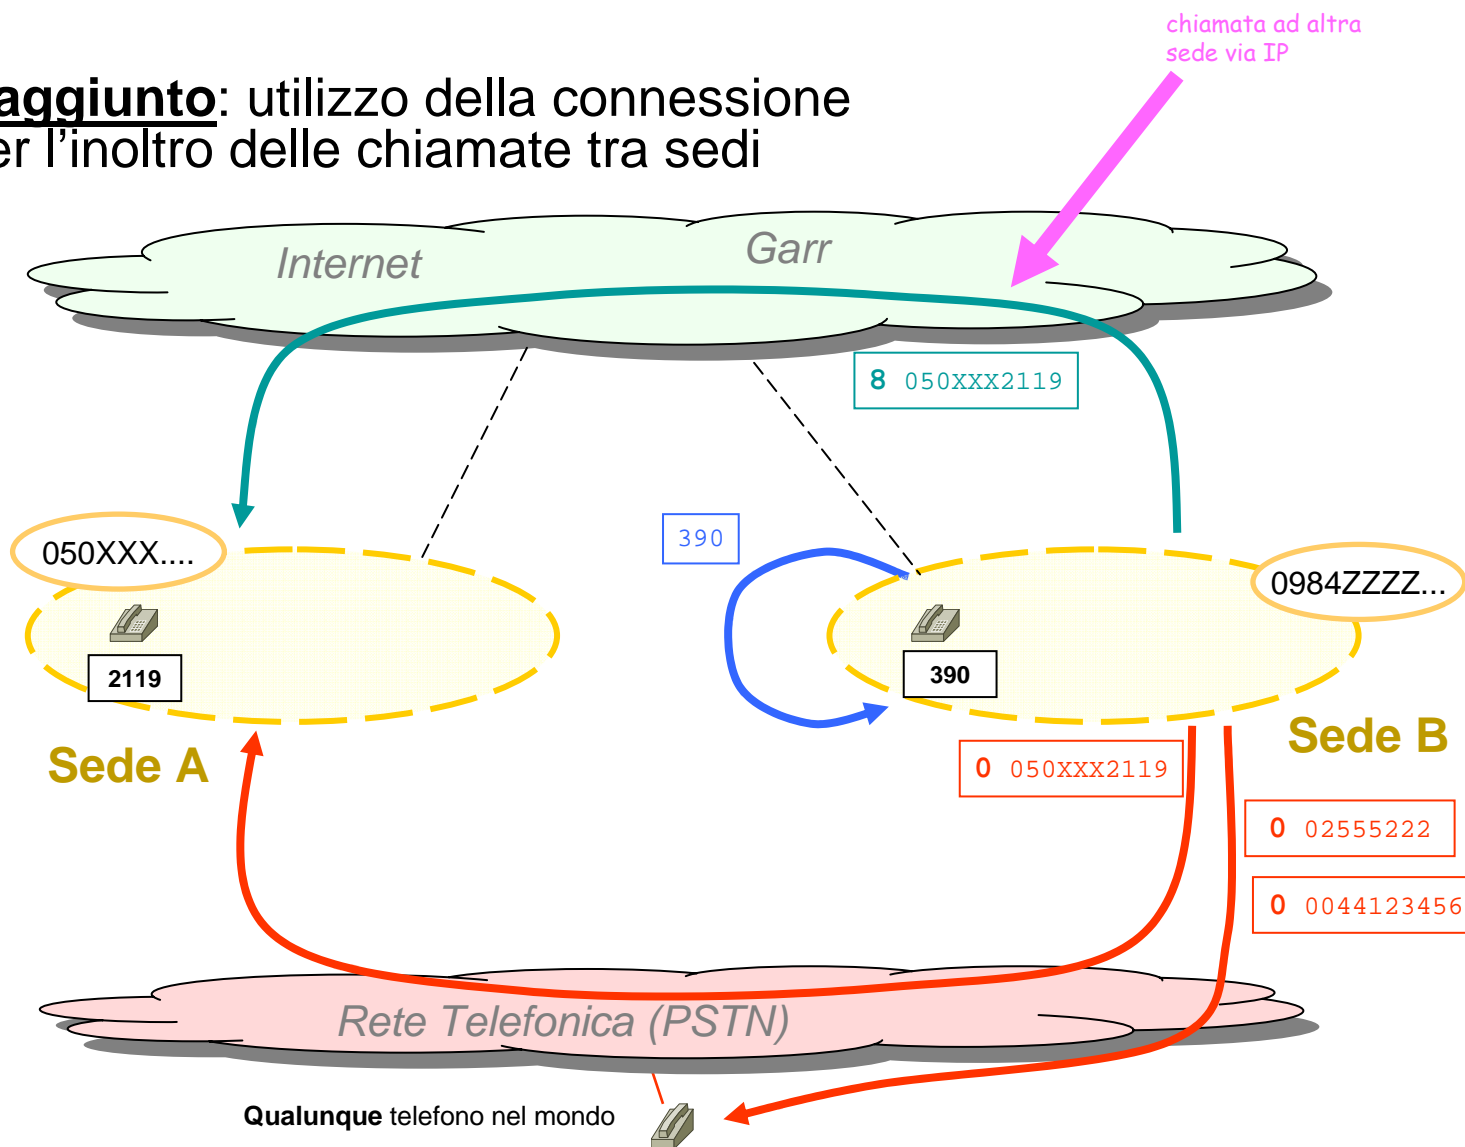 chiamata ad altra
sede via IP
aggiunto: utilizzo della connessione
er l'inoltro delle chiamate tra sedi
Internet
Garr
8 050XXX2119
390
050XXX....
0984ZZZZ...
2119
390
Sede A
Sede B
0 050XXX2119
0 02555222
0 0044123456
Rete Telefonica (PSTN)
Qualunque telefono nel mondo